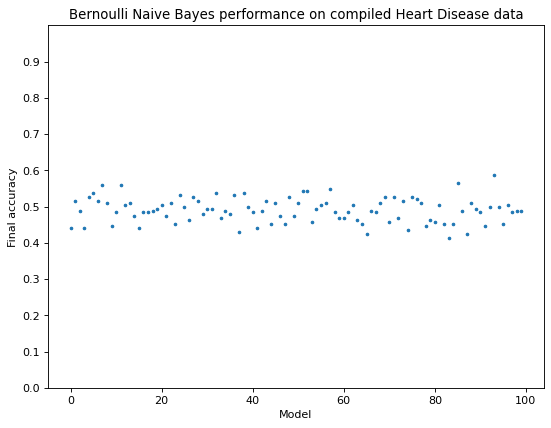 Bernoulli Naive Bayes performance on compiled Heart Disease data
0.9
0.8
0.7
0.6
0.5
0.4
0.3
0.2
0.1
0.0
Final accuracy
0 20 40 60 80 100
Model